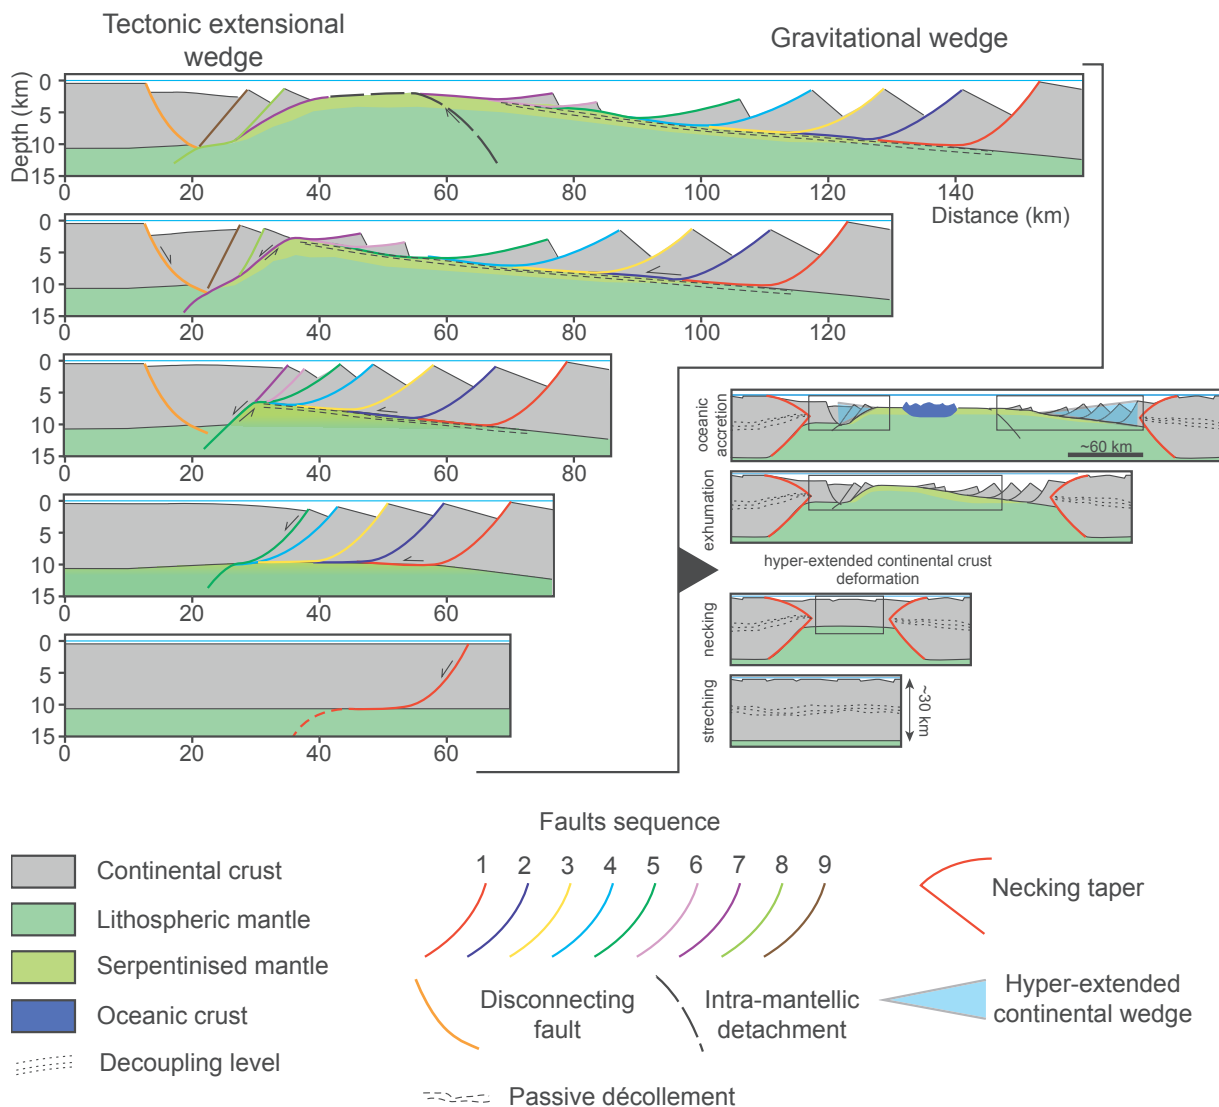 Tectonic extensional
wedge
Gravitational wedge
Depth (km)
0
5
10
15
0 20 40 60 80 100 120 140
Distance (km)
0
5
10
15
0 20 40 60 80 100 120
0
5
10
15
0 20 40 60 80
0
5
10
15
0 20 40 60
0
5
10
15
0 20 40 60
oceanic
accretion
~60 km
exhumation
hyper-extended continental crust
deformation
necking
streching
~30 km
Faults sequence
1 2 3 4 5 6 7 8 9
Continental crust
Lithospheric mantle
Serpentinised mantle
Oceanic crust
Decoupling level
Disconnecting
fault
Intra-mantellic
detachment
Passive décollement
Necking taper
Hyper-extended
continental wedge